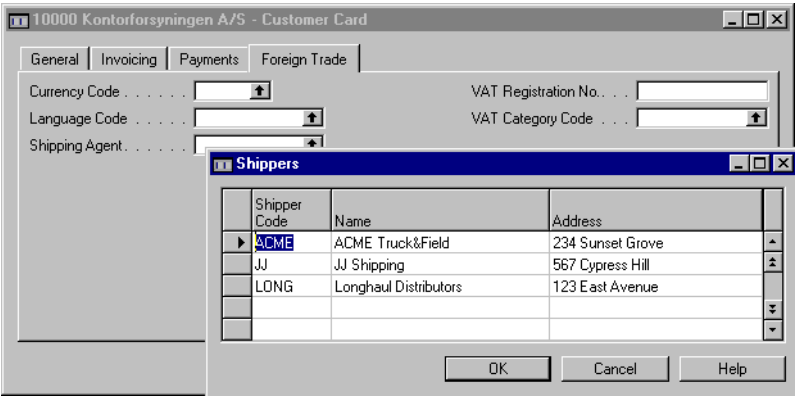 10000 Kontorforsyningen A/S - Customer Card
General Invoicing Payments Foreign Trade
Currency Code . . . . . . VAT Registration No. . . .
Language Code . . . . . VAT Category Code . . .
Shipping Agent. . . . . .
Shippers
Shipper
Code Name Address
ACME ACME Truck&Field 234 Sunset Grove
JJ JJ Shipping 567 Cypress Hill
LONG Longhaul Distributors 123 East Avenue
OK Cancel Help